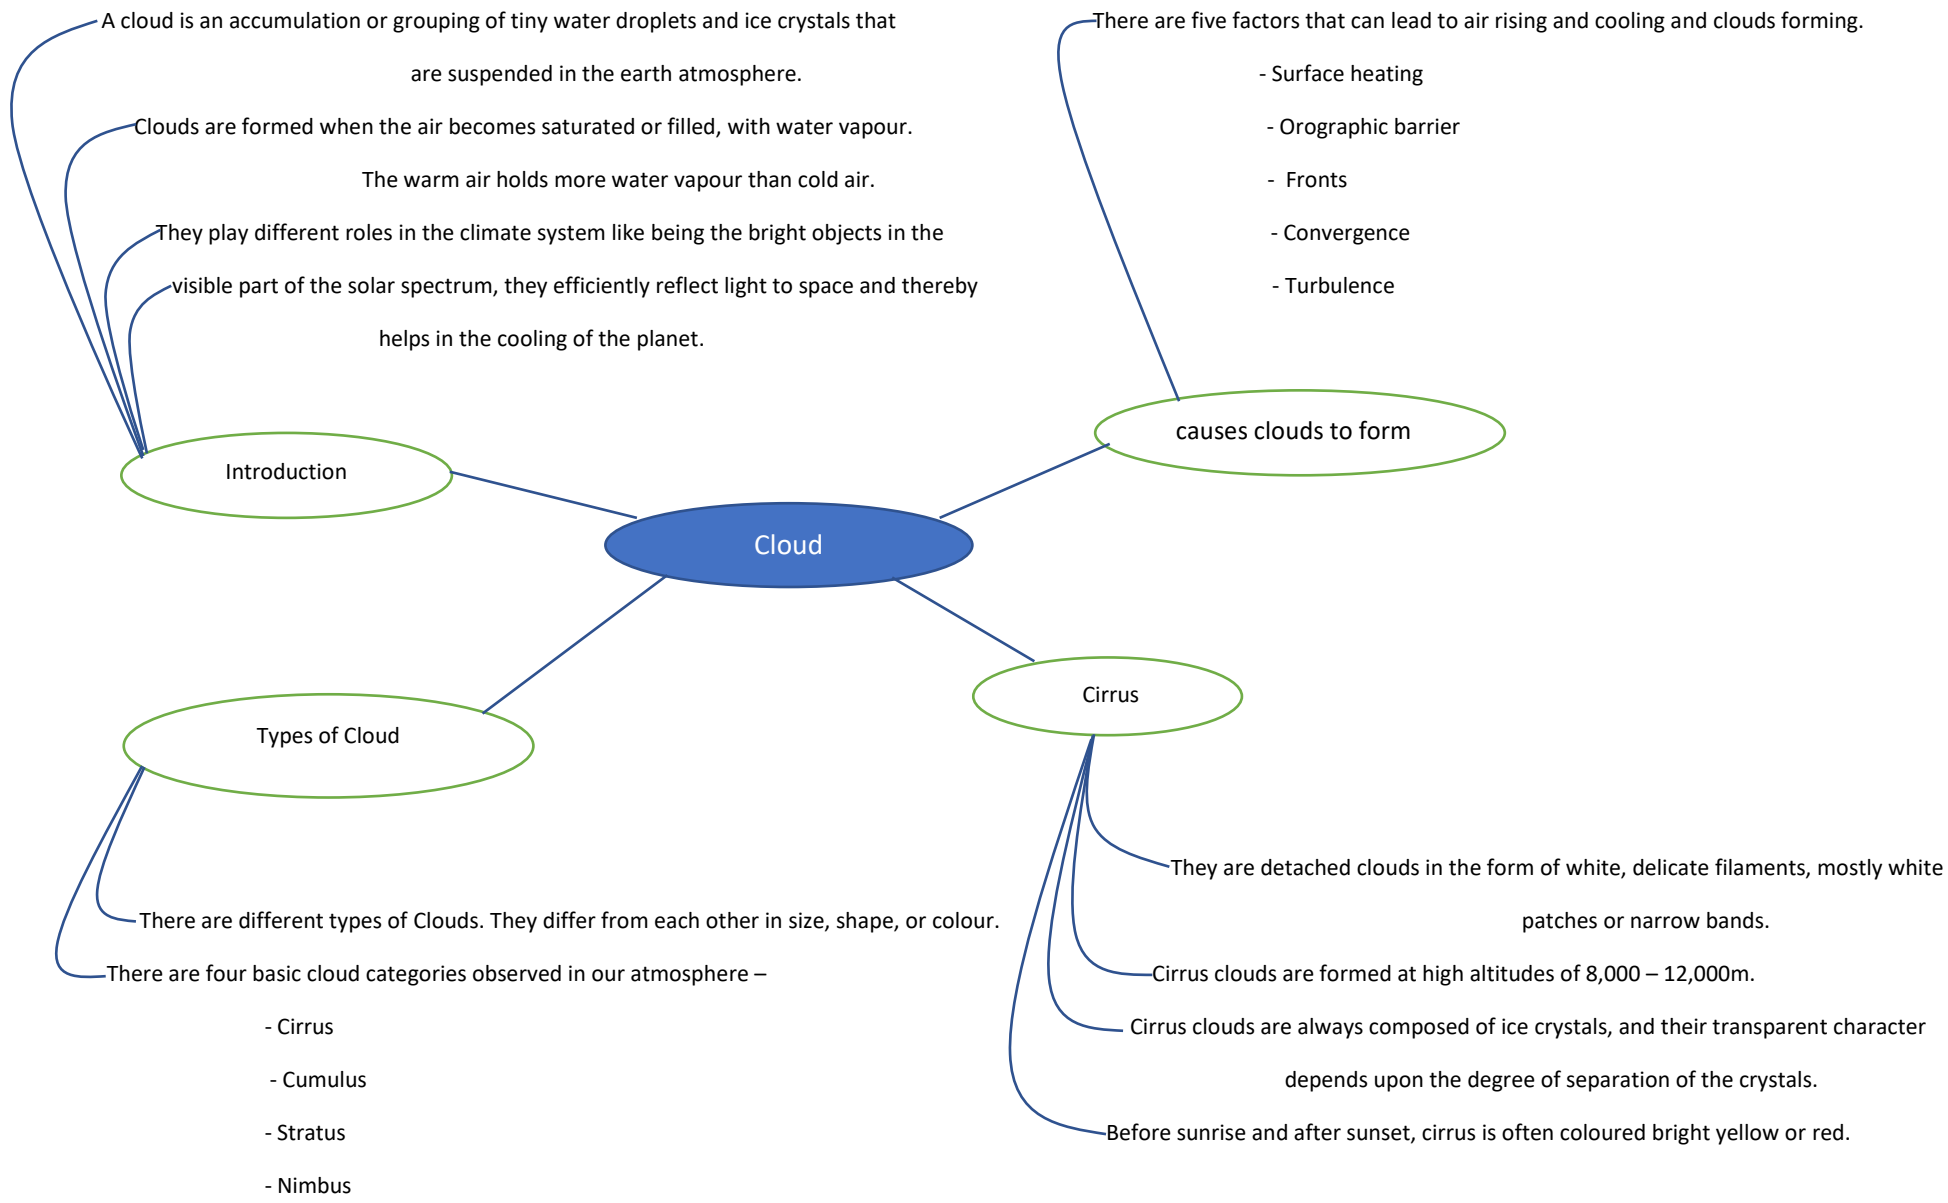 A cloud is an accumulation or grouping of tiny water droplets and ice crystals that
are suspended in the earth atmosphere.
Clouds are formed when the air becomes saturated or filled, with water vapour.
The warm air holds more water vapour than cold air.
They play different roles in the climate system like being the bright objects in the
visible part of the solar spectrum, they efficiently reflect light to space and thereby
helps in the cooling of the planet.
Introduction
There are five factors that can lead to air rising and cooling and clouds forming.
- Surface heating
- Orographic barrier
- Fronts
- Convergence
- Turbulence
causes clouds to form
Cloud
Types of Cloud
There are different types of Clouds. They differ from each other in size, shape, or colour.
There are four basic cloud categories observed in our atmosphere –
- Cirrus
- Cumulus
- Stratus
- Nimbus
Cirrus
They are detached clouds in the form of white, delicate filaments, mostly white
patches or narrow bands.
Cirrus clouds are formed at high altitudes of 8,000 – 12,000m.
Cirrus clouds are always composed of ice crystals, and their transparent character
depends upon the degree of separation of the crystals.
Before sunrise and after sunset, cirrus is often coloured bright yellow or red.